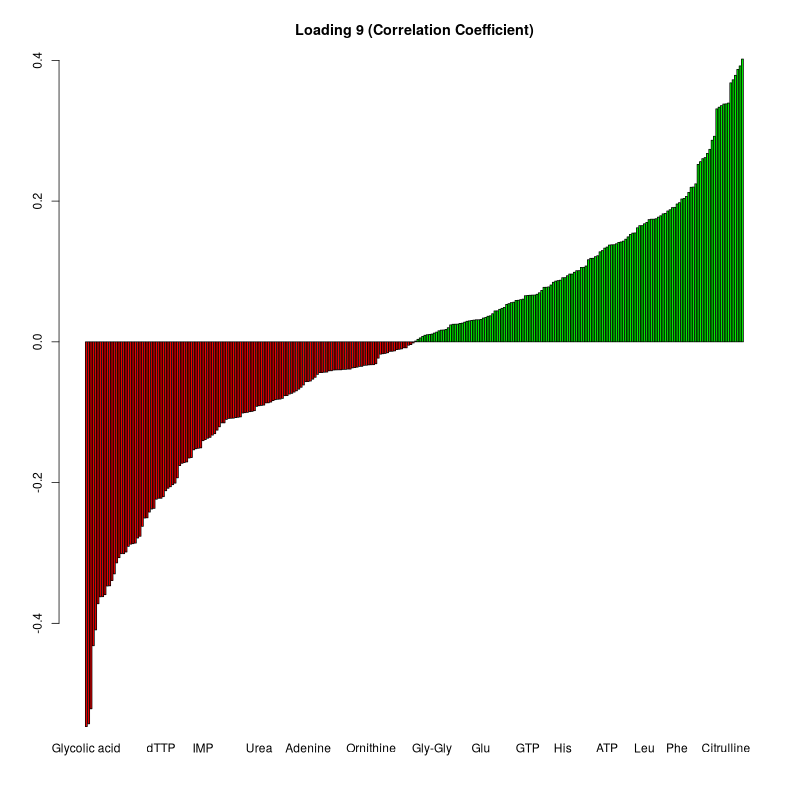 Loading 9 (Correlation Coefficient)
0.4
0.2
0.0
-0.2
-0.4
Glycolic acid dTTP IMP Urea Adenine Ornithine Gly-Gly Glu GTP His ATP Leu Phe Citrulline